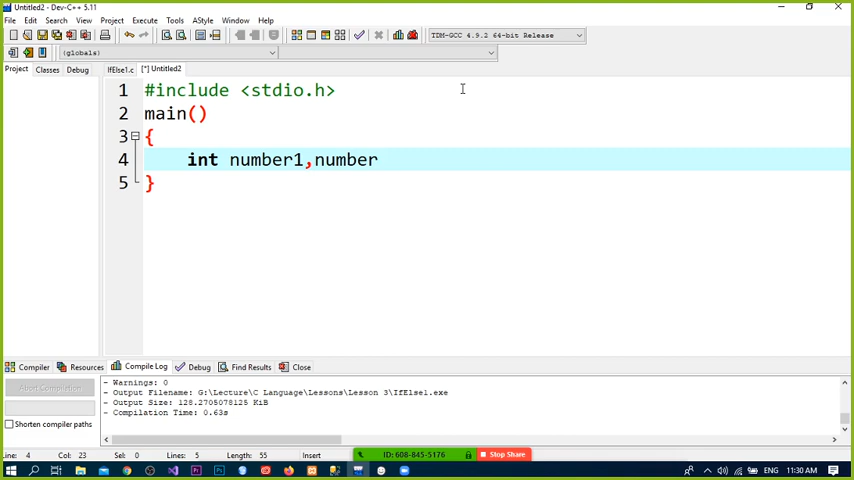 Untitled2 - Dev-C++ 5.11
File Edit Search View Project Execute Tools AStyle Window Help
TDM-GCC 4.9.2 64-bit Release
(globals)
Project Classes Debug IfElse1.c [*] Untitled2
1 #include <stdio.h>
2 main()
3 {
4 int number1,number
5 }
Compiler Resources Compile Log Debug Find Results Close
Abort Compilation
Shorten compiler paths
- Warnings: 0
- Output Filename: G:\Lecture\C Language\Lessons\Lesson 3\IfElse1.exe
- Output Size: 128.2705078125 KiB
- Compilation Time: 0.63s
Line: 4 Col: 23 Sel: 0 Lines: 5 Length: 55 Insert
ID: 608-845-5176 Stop Share
ENG 11:30 AM